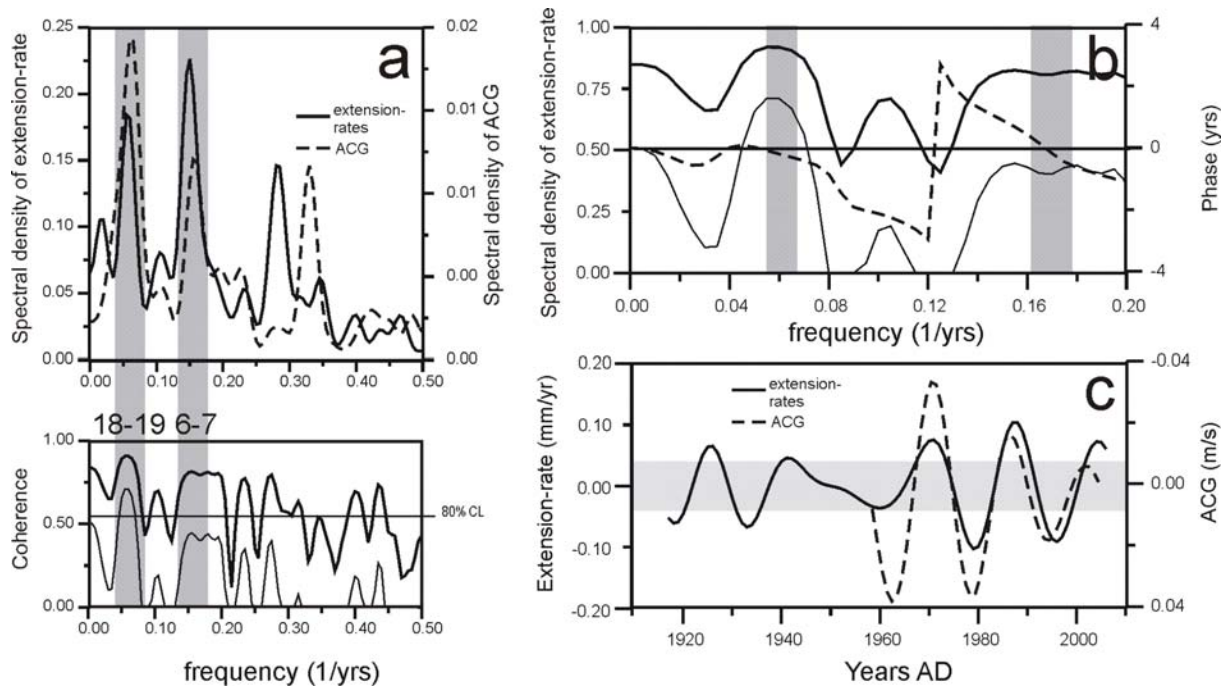 a
Spectral density of extension-rate
0.25
0.20
0.15
0.10
0.05
0.00
extension-
rates
ACG
0.02
0.01
0.01
0.00
0.00
Spectral density of ACG
0.00 0.10 0.20 0.30 0.40 0.50
18-19 6-7
Coherence
1.00
0.50
0.00
80% CL
0.00 0.10 0.20 0.30 0.40 0.50
frequency (1/yrs)
b
Spectral density of extension-rate
1.00
0.75
0.50
0.25
0.00
4
0
-4
Phase (yrs)
0.00 0.04 0.08 0.12 0.16 0.20
frequency (1/yrs)
c
Extension-rate (mm/yr)
0.20
0.10
0.00
-0.10
-0.20
extension-
rates
ACG
-0.04
0.00
0.04
ACG (m/s)
1920 1940 1960 1980 2000
Years AD